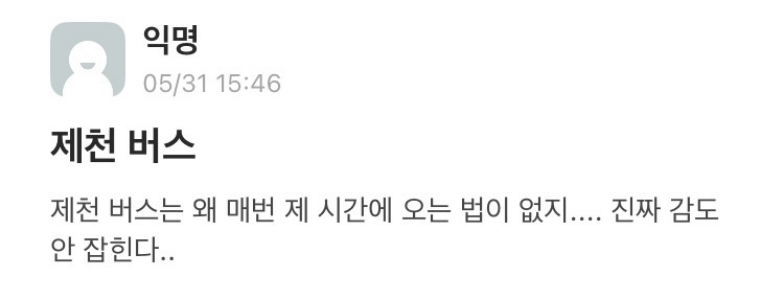 익명
05/31 15:46
제천 버스
제천 버스는 왜 매번 제 시간에 오는 법이 없지.... 진짜 감도
안 잡힌다..